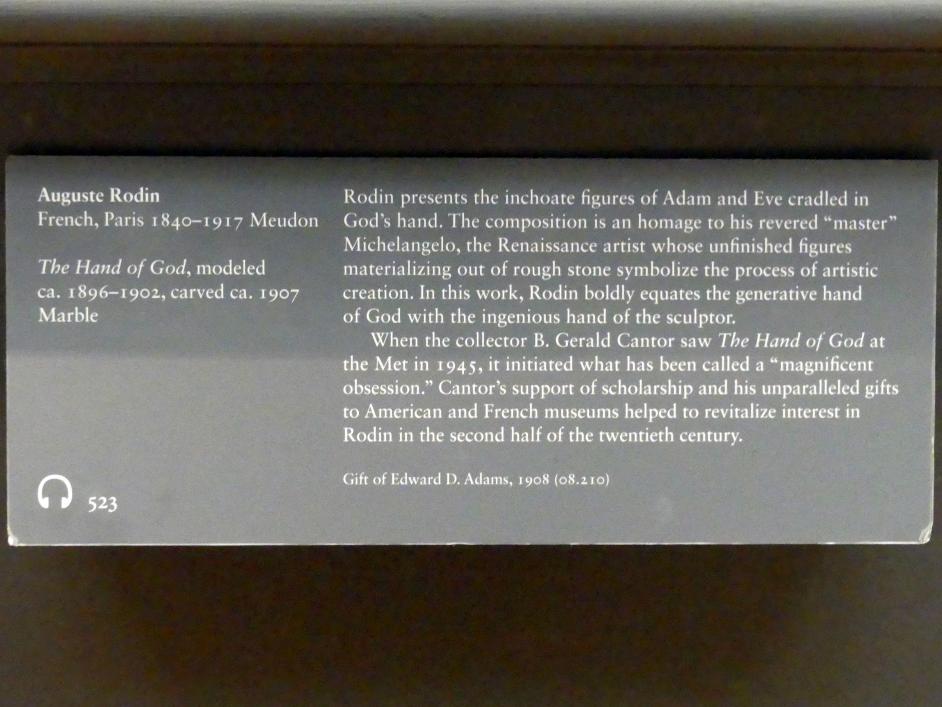 Auguste Rodin
French, Paris 1840–1917 Meudon
The Hand of God, modeled
ca. 1896–1902, carved ca. 1907
Marble
523
Rodin presents the inchoate figures of Adam and Eve cradled in
God's hand. The composition is an homage to his revered “master”
Michelangelo, the Renaissance artist whose unfinished figures
materializing out of rough stone symbolize the process of artistic
creation. In this work, Rodin boldly equates the generative hand
of God with the ingenious hand of the sculptor.
When the collector B. Gerald Cantor saw The Hand of God at
the Met in 1945, it initiated what has been called a “magnificent
obsession.” Cantor's support of scholarship and his unparalleled gifts
to American and French museums helped to revitalize interest in
Rodin in the second half of the twentieth century.
Gift of Edward D. Adams, 1908 (08.210)